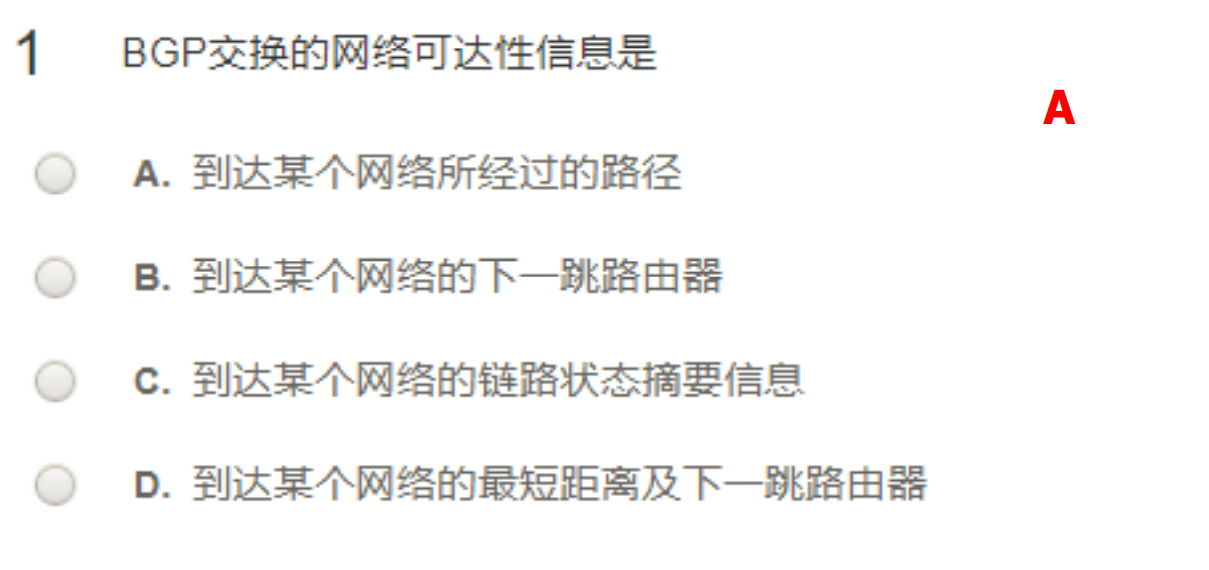 1 BGP交换的网络可达性信息是
A
A. 到达某个网络所经过的路径
B. 到达某个网络的下一跳路由器
C. 到达某个网络的链路状态摘要信息
D. 到达某个网络的最短距离及下一跳路由器